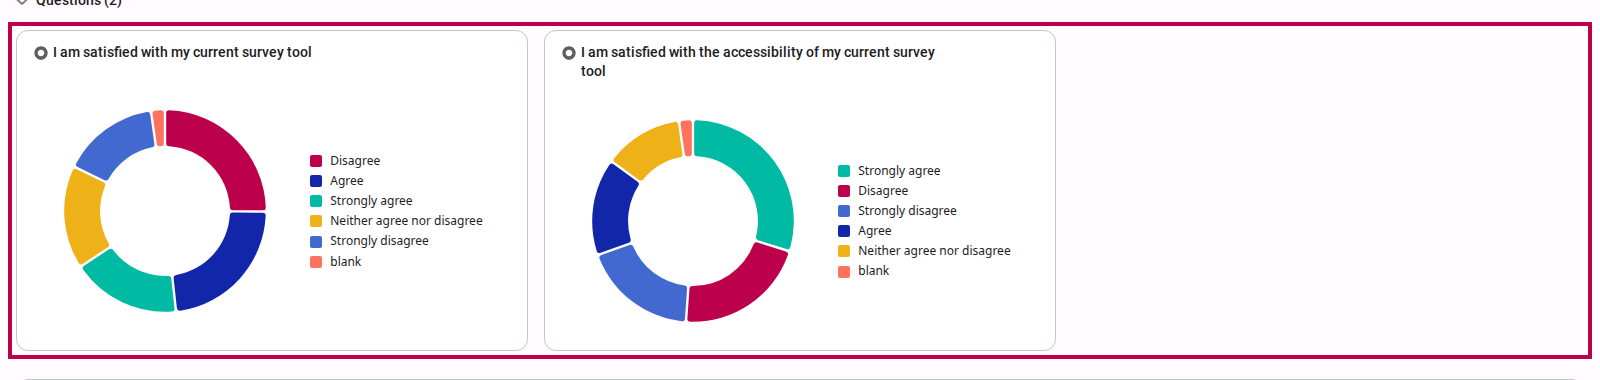 Questions (2)
I am satisfied with my current survey tool
Disagree
Agree
Strongly agree
Neither agree nor disagree
Strongly disagree
blank
I am satisfied with the accessibility of my current survey
tool
Strongly agree
Disagree
Strongly disagree
Agree
Neither agree nor disagree
blank